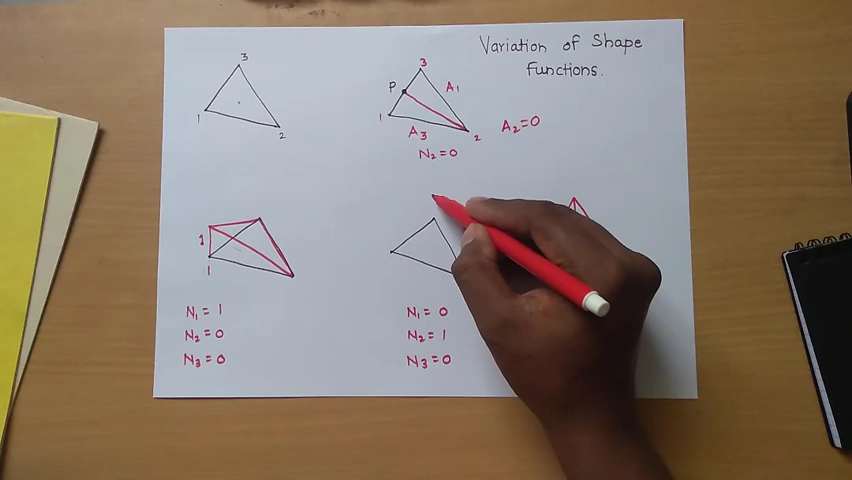 Variation of Shape
Functions.
3
1
2
3
P
A1
1
A3
2
A2=0
N2=0
1
1
N1 = 1
N2 = 0
N3 = 0
N1 = 0
N2 = 1
N3 = 0